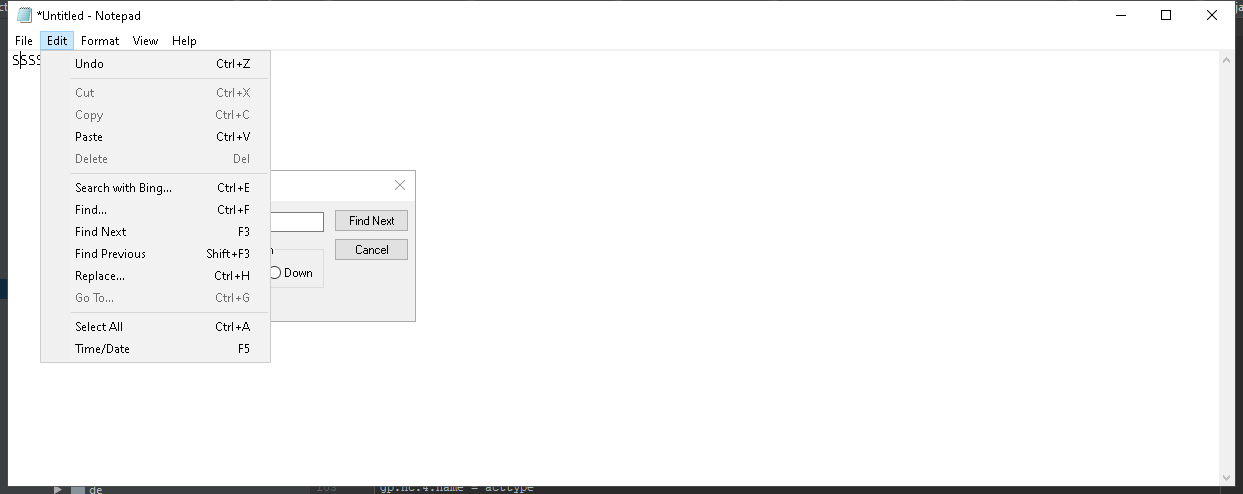 *Untitled - Notepad
File Edit Format View Help
Undo Ctrl+Z
Cut Ctrl+X
Copy Ctrl+C
Paste Ctrl+V
Delete Del
Search with Bing... Ctrl+E
Find... Ctrl+F
Find Next F3
Find Previous Shift+F3
Replace... Ctrl+H
Go To... Ctrl+G
Select All Ctrl+A
Time/Date F5
Find Next
Cancel
Down
de
gp.nc.4.name = acttype